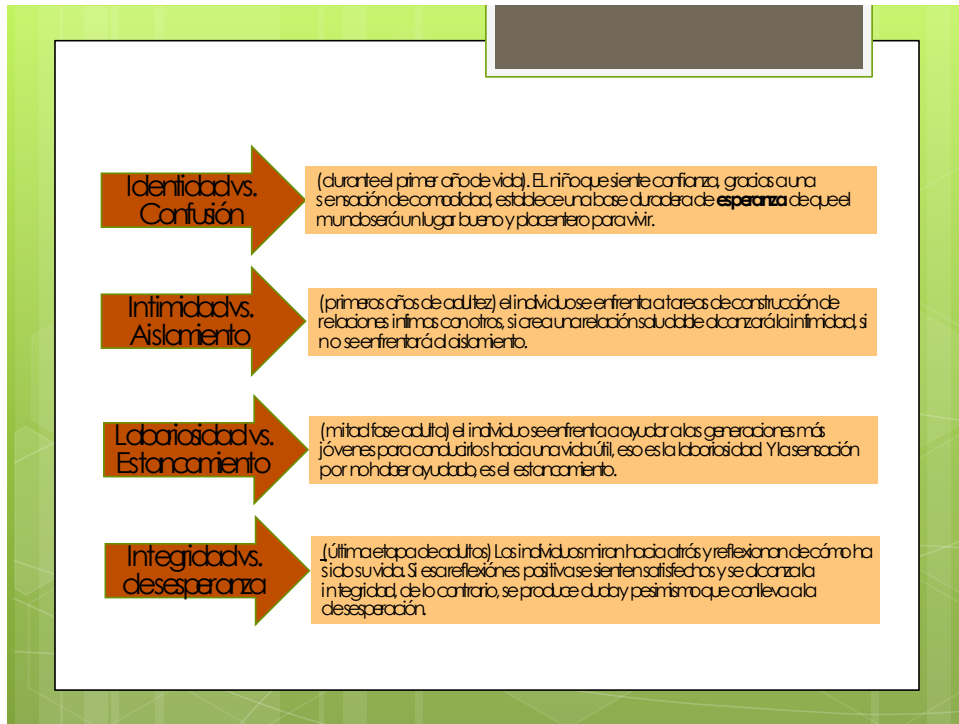 Identidad vs.
Confusión
(durante el primer año de vida). EL niño que siente confianza, gracias a una
sensación de comodidad, establece una base duradera de esperanza de que el
mundo será un lugar bueno y placentero para vivir.
Intimidad vs.
Aislamiento
(primeros años de adultez) el individuo se enfrenta a tareas de construcción de
relaciones intimas con otros, si crea una relación saludable alcanzará la intimidad, si
no se enfrentará al aislamiento.
Laboriosidad vs.
Estancamiento
(mitad fase adulta) el individuo se enfrenta a ayudar a las generaciones más
jóvenes para conducirlos hacia una vida útil, eso es la laboriosidad. Y la sensación
por no haber ayudado, es el estancamiento.
Integridad vs.
desesperanza
(última etapa de adultos) Los individuos miran hacia atrás y reflexionan de cómo ha
sido su vida. Si esa reflexión es positiva se sienten satisfechos y se alcanza la
integridad, de lo contrario, se produce duda y pesimismo que conlleva a la
desesperación.